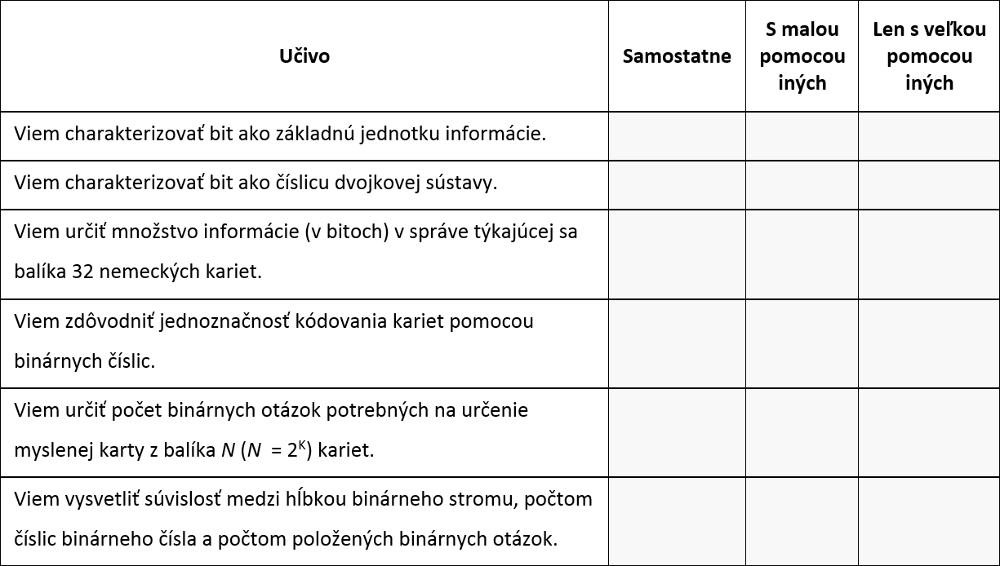 Učivo
Samostatne
S malou
pomocou
iných
Len s veľkou
pomocou
iných
Viem charakterizovať bit ako základnú jednotku informácie.
Viem charakterizovať bit ako číslicu dvojkovej sústavy.
Viem určiť množstvo informácie (v bitoch) v správe týkajúcej sa
balíka 32 nemeckých kariet.
Viem zdôvodniť jednoznačnosť kódovania kariet pomocou
binárnych číslic.
Viem určiť počet binárnych otázok potrebných na určenie
myslenej karty z balíka N (N = 2ᴷ) kariet.
Viem vysvetliť súvislosť medzi hĺbkou binárneho stromu, počtom
číslic binárneho čísla a počtom položených binárnych otázok.